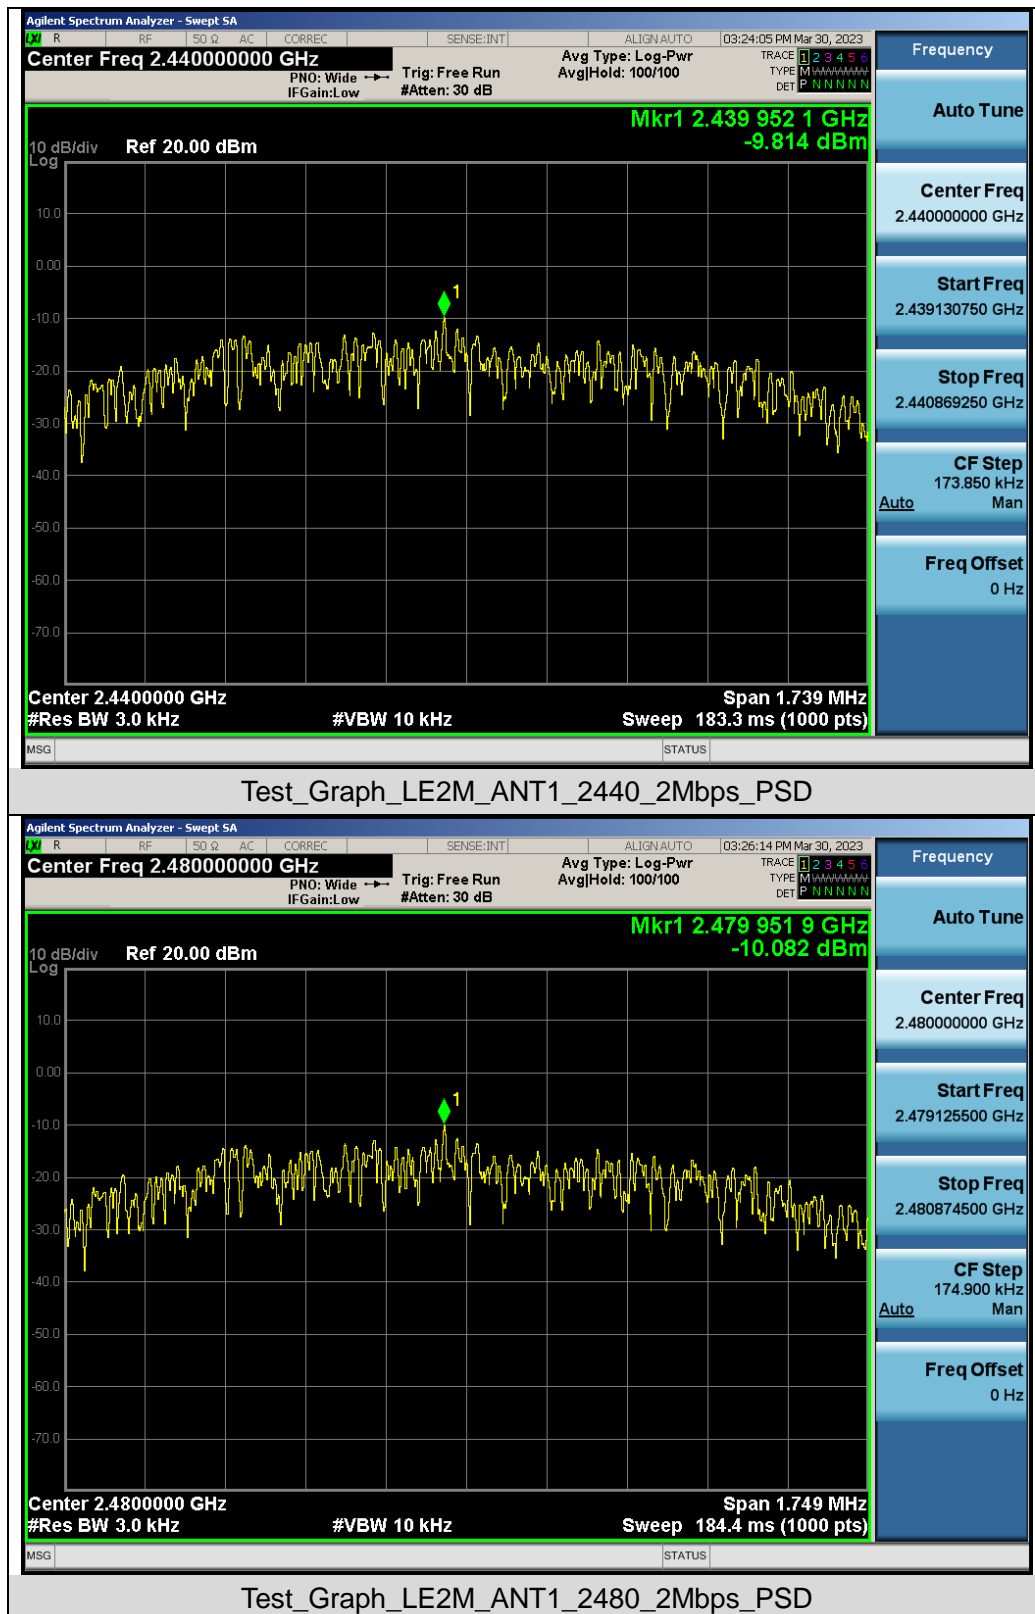 Agilent Spectrum Analyzer - Swept SA
LXI R RF 50 Ω AC CORREC SENSE:INT ALIGN AUTO 03:24:05 PM Mar 30, 2023
Center Freq 2.440000000 GHz
PNO: Wide
IFGain:Low
Trig: Free Run
#Atten: 30 dB
Avg Type: Log-Pwr
Avg|Hold: 100/100
TRACE 1 2 3 4 5 6
TYPE M W W W W W
DET P N N N N N
Mkr1 2.439 952 1 GHz
-9.814 dBm
10 dB/div Ref 20.00 dBm
Log
10.0
0.00
1
-10.0
-20.0
-30.0
-40.0
-50.0
-60.0
-70.0
Center 2.4400000 GHz Span 1.739 MHz
#Res BW 3.0 kHz #VBW 10 kHz Sweep 183.3 ms (1000 pts)
MSG STATUS
Frequency
Auto Tune
Center Freq
2.440000000 GHz
Start Freq
2.439130750 GHz
Stop Freq
2.440869250 GHz
CF Step
173.850 kHz
Auto Man
Freq Offset
0 Hz
Test_Graph_LE2M_ANT1_2440_2Mbps_PSD
Agilent Spectrum Analyzer - Swept SA
LXI R RF 50 Ω AC CORREC SENSE:INT ALIGN AUTO 03:26:14 PM Mar 30, 2023
Center Freq 2.480000000 GHz
PNO: Wide
IFGain:Low
Trig: Free Run
#Atten: 30 dB
Avg Type: Log-Pwr
Avg|Hold: 100/100
TRACE 1 2 3 4 5 6
TYPE M W W W W W
DET P N N N N N
Mkr1 2.479 951 9 GHz
-10.082 dBm
10 dB/div Ref 20.00 dBm
Log
10.0
0.00
1
-10.0
-20.0
-30.0
-40.0
-50.0
-60.0
-70.0
Center 2.4800000 GHz Span 1.749 MHz
#Res BW 3.0 kHz #VBW 10 kHz Sweep 184.4 ms (1000 pts)
MSG STATUS
Frequency
Auto Tune
Center Freq
2.480000000 GHz
Start Freq
2.479125500 GHz
Stop Freq
2.480874500 GHz
CF Step
174.900 kHz
Auto Man
Freq Offset
0 Hz
Test_Graph_LE2M_ANT1_2480_2Mbps_PSD